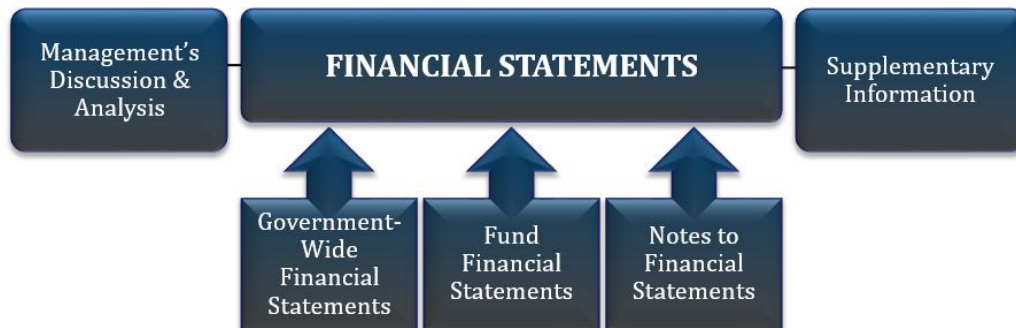 Management's
Discussion &
Analysis
FINANCIAL STATEMENTS
Supplementary
Information
Government-
Wide
Financial
Statements
Fund
Financial
Statements
Notes to
Financial
Statements